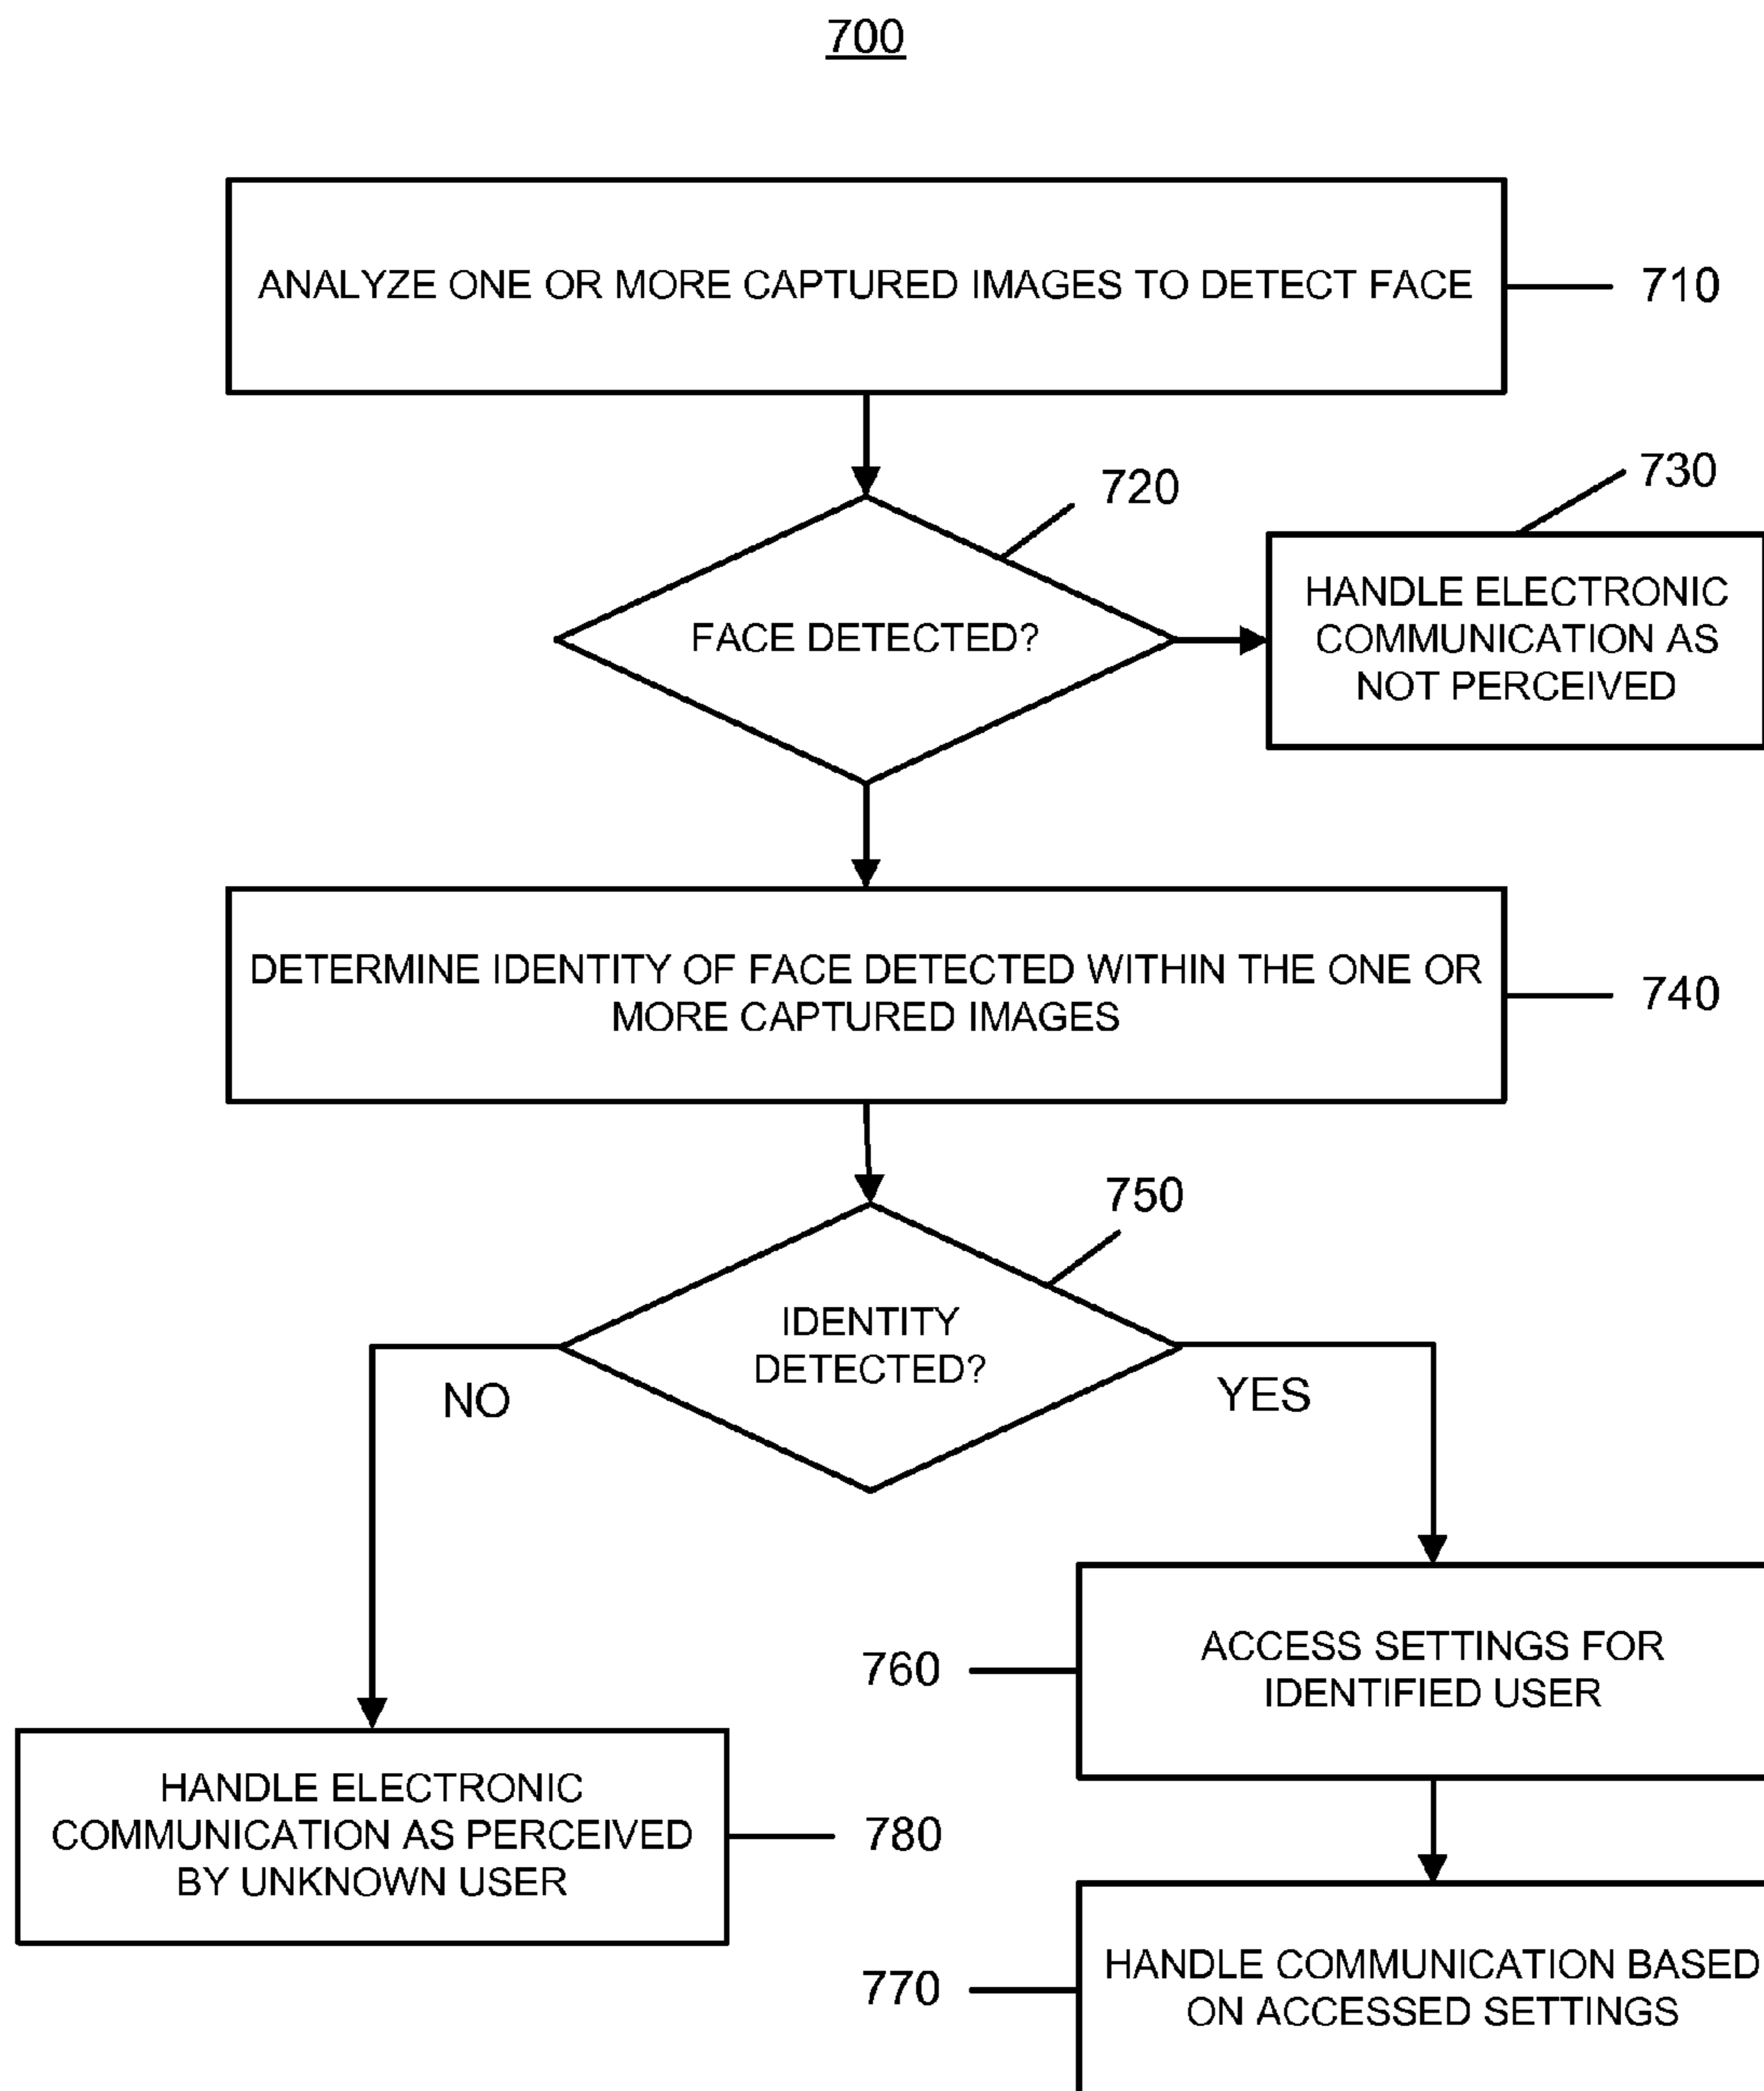 700
ANALYZE ONE OR MORE CAPTURED IMAGES TO DETECT FACE
710
720
FACE DETECTED?
730
HANDLE ELECTRONIC
COMMUNICATION AS
NOT PERCEIVED
DETERMINE IDENTITY OF FACE DETECTED WITHIN THE ONE OR
MORE CAPTURED IMAGES
740
750
IDENTITY
DETECTED?
NO
YES
760
ACCESS SETTINGS FOR
IDENTIFIED USER
HANDLE ELECTRONIC
COMMUNICATION AS PERCEIVED
BY UNKNOWN USER
780
770
HANDLE COMMUNICATION BASED
ON ACCESSED SETTINGS